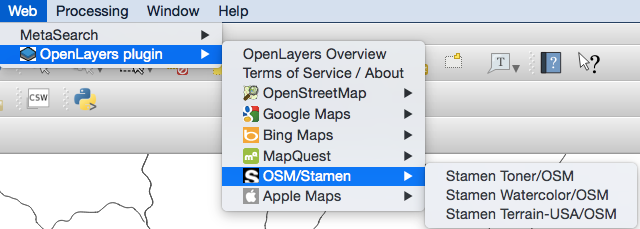 Web Processing Window Help
MetaSearch
OpenLayers plugin
OpenLayers Overview
Terms of Service / About
OpenStreetMap
Google Maps
Bing Maps
MapQuest
OSM/Stamen
Apple Maps
Stamen Toner/OSM
Stamen Watercolor/OSM
Stamen Terrain-USA/OSM
CSW
T
?
?
b
mq
S
g